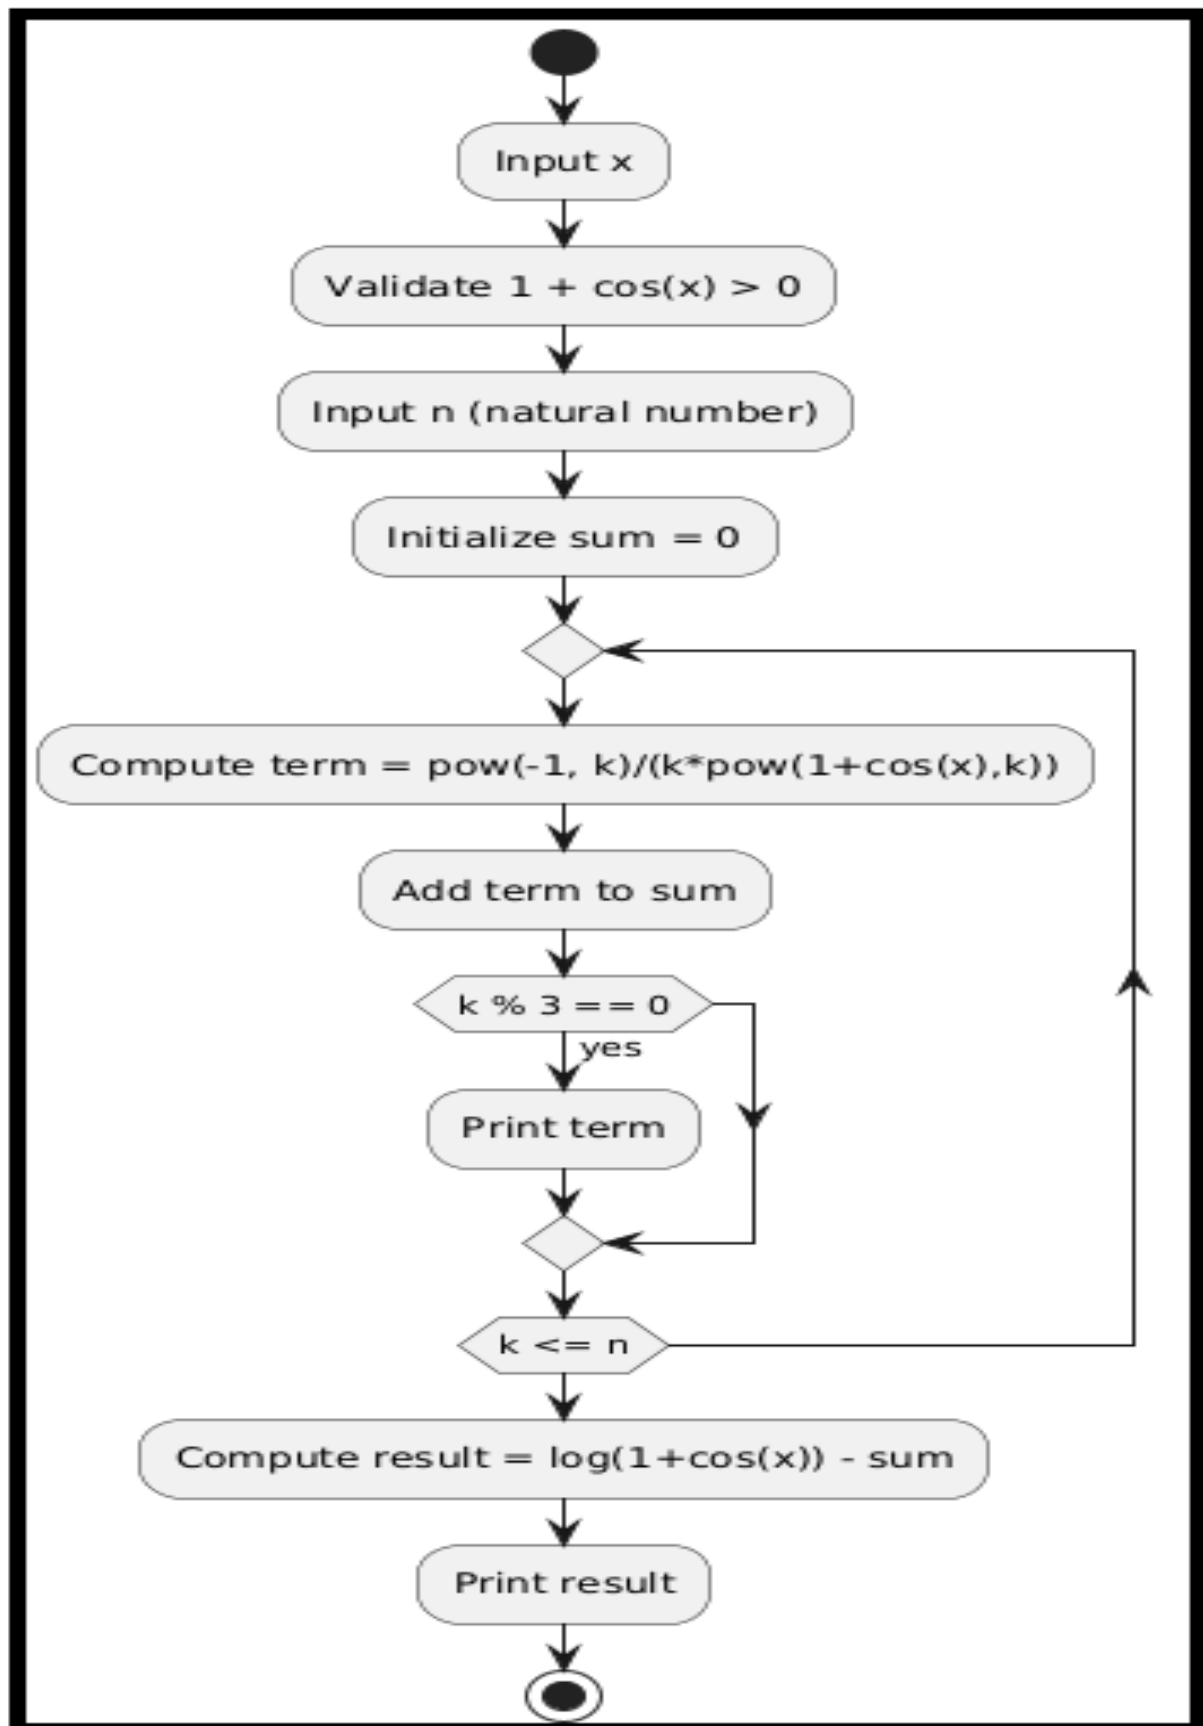 Input x
Validate 1 + cos(x) > 0
Input n (natural number)
Initialize sum = 0
Compute term = pow(-1, k)/(k*pow(1+cos(x),k))
Add term to sum
k % 3 == 0
yes
Print term
k <= n
Compute result = log(1+cos(x)) - sum
Print result